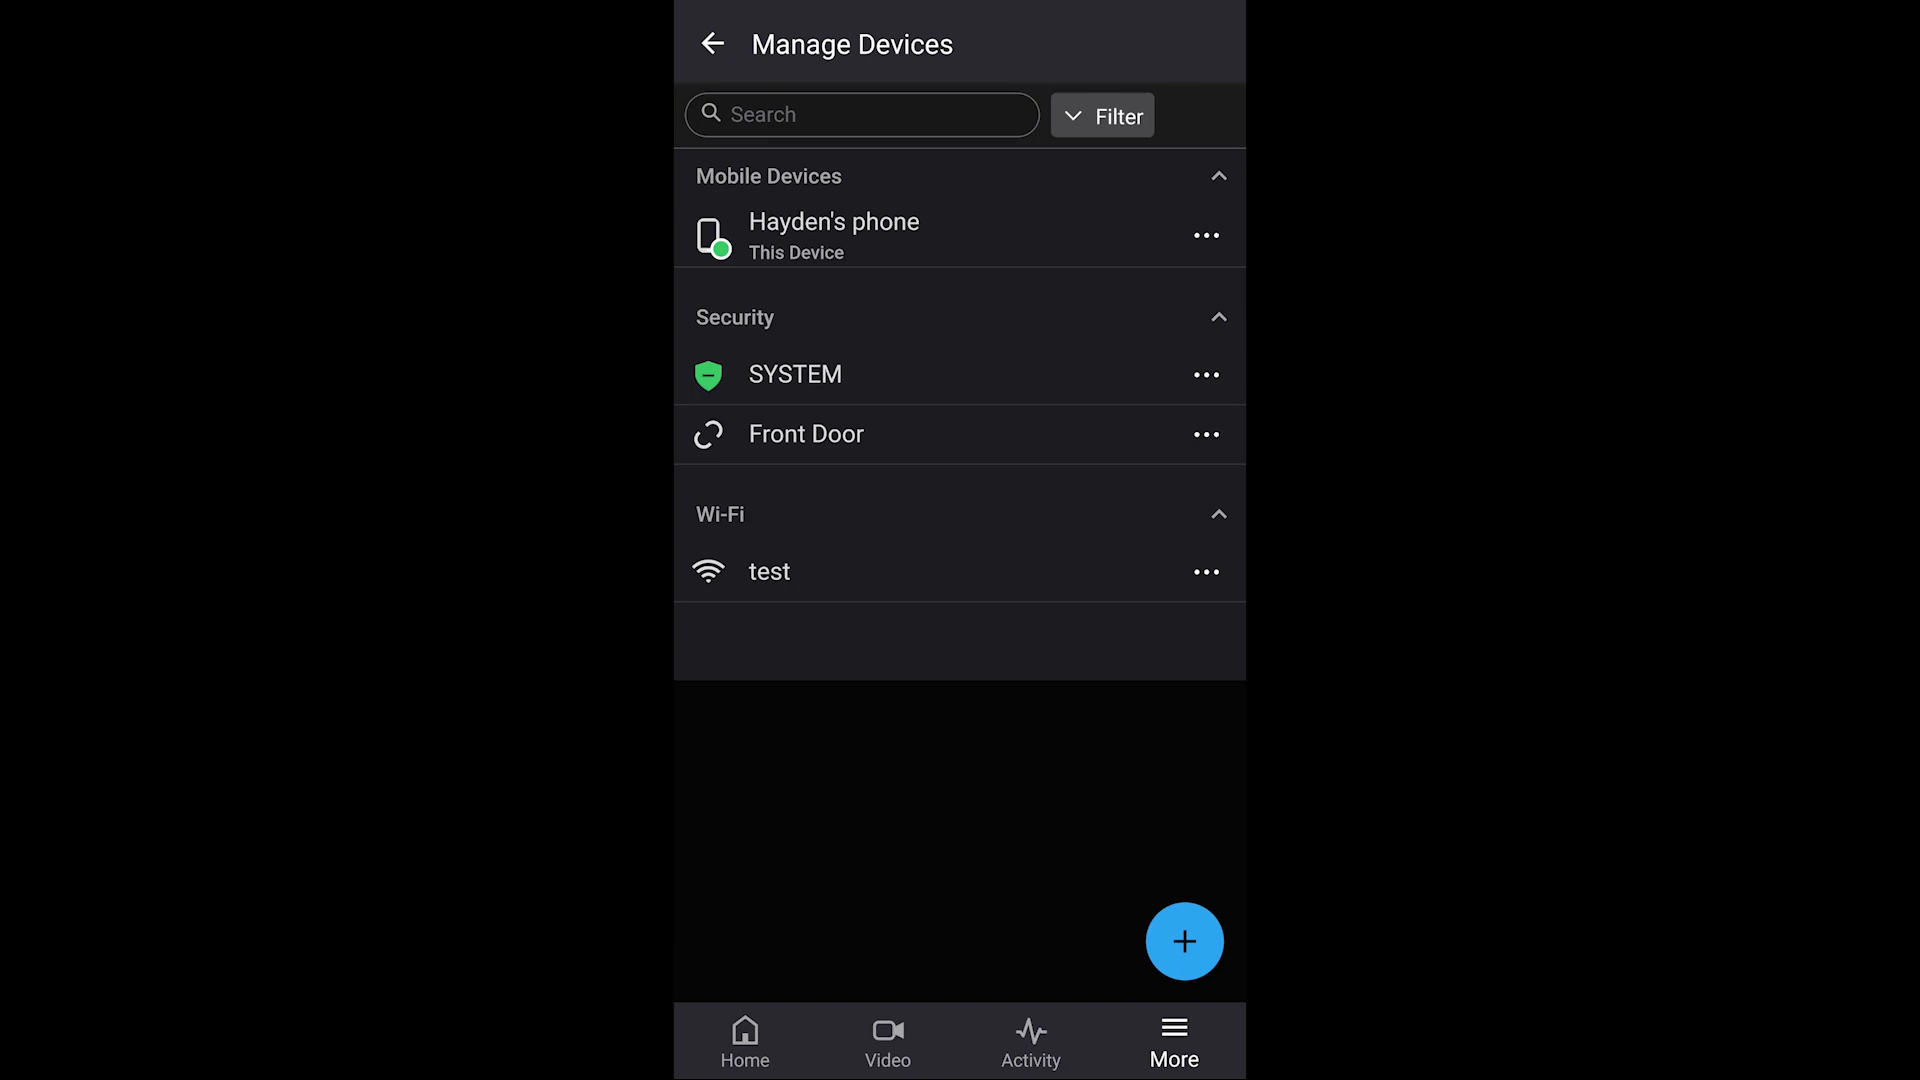 Manage Devices
Search
Filter
Mobile Devices
Hayden's phone
This Device
Security
SYSTEM
Front Door
Wi-Fi
test
Home
Video
Activity
More